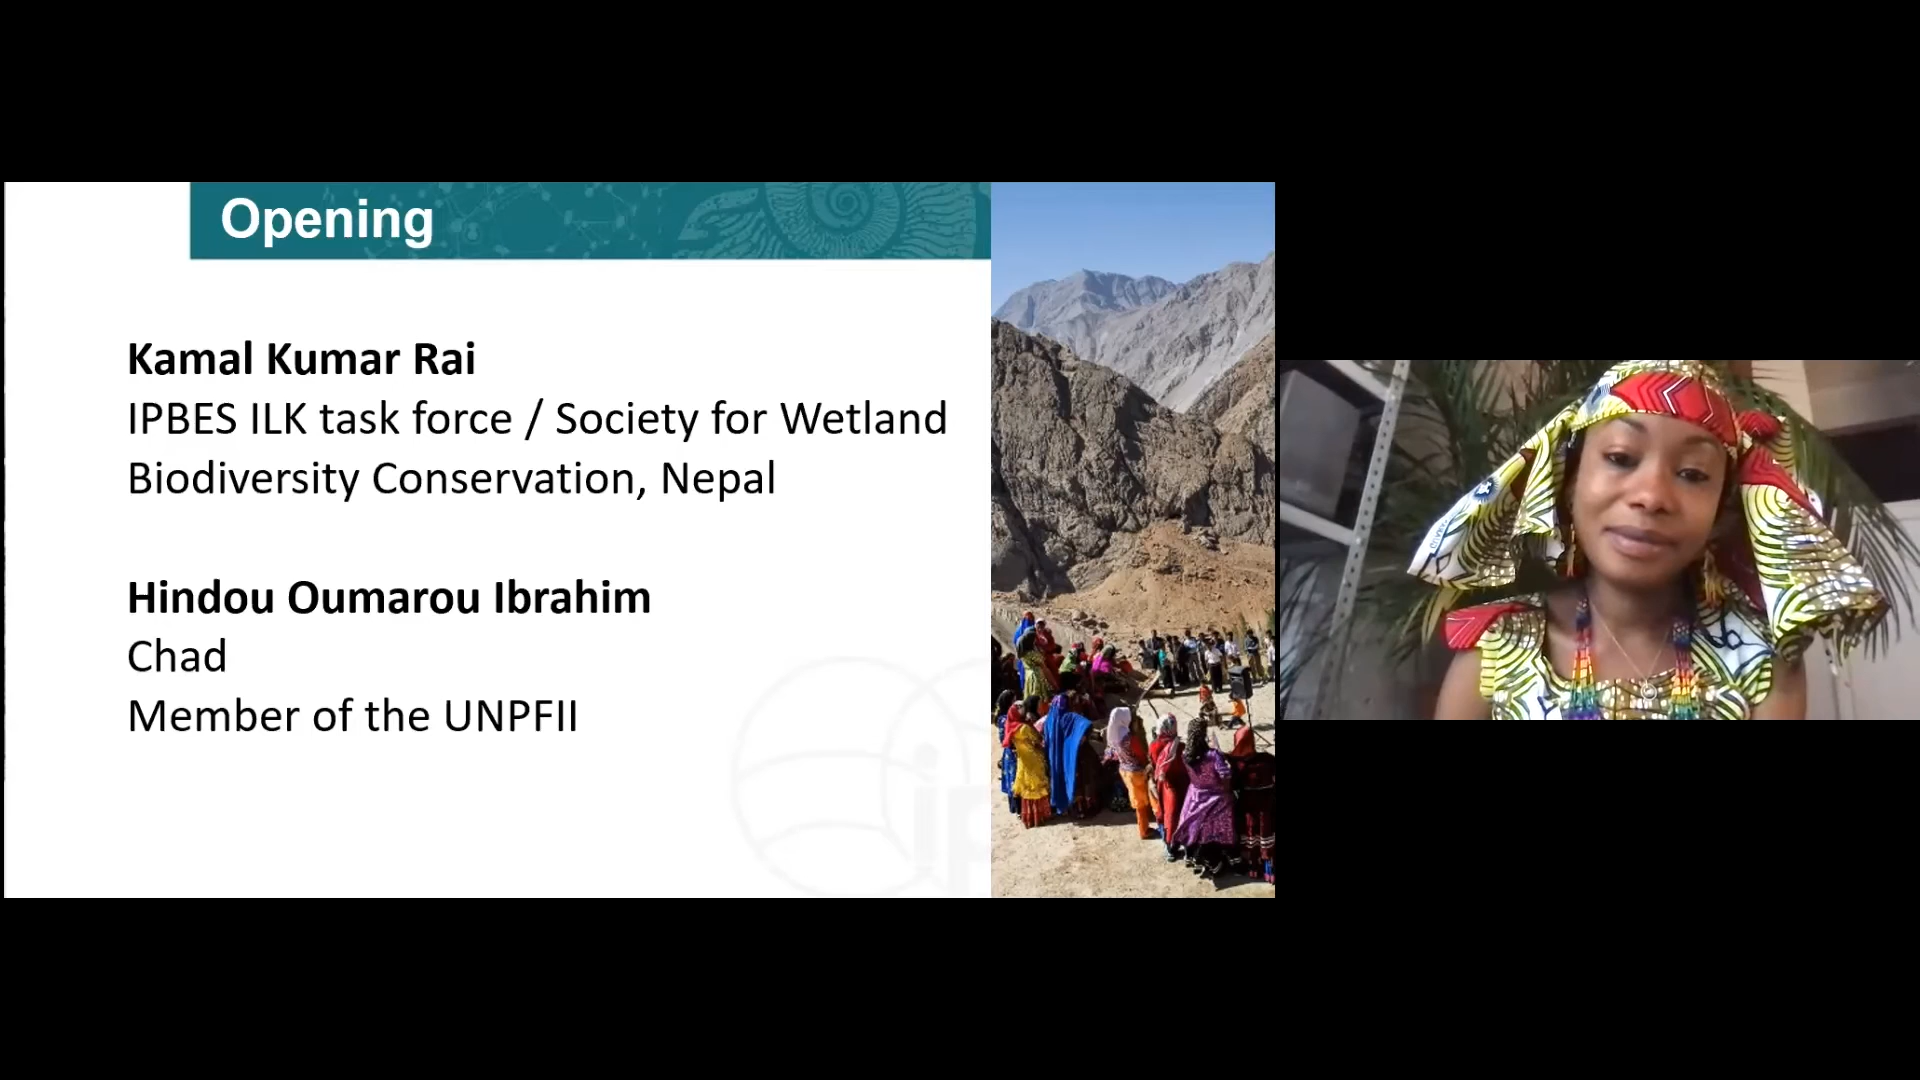 Opening
Kamal Kumar Rai
IPBES ILK task force / Society for Wetland
Biodiversity Conservation, Nepal
Hindou Oumarou Ibrahim
Chad
Member of the UNPFII
ip